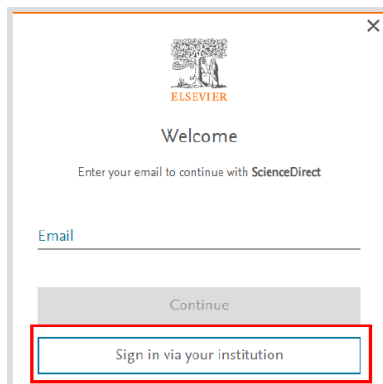 ELSEVIER
Welcome
Enter your email to continue with ScienceDirect
Email
Continue
Sign in via your institution